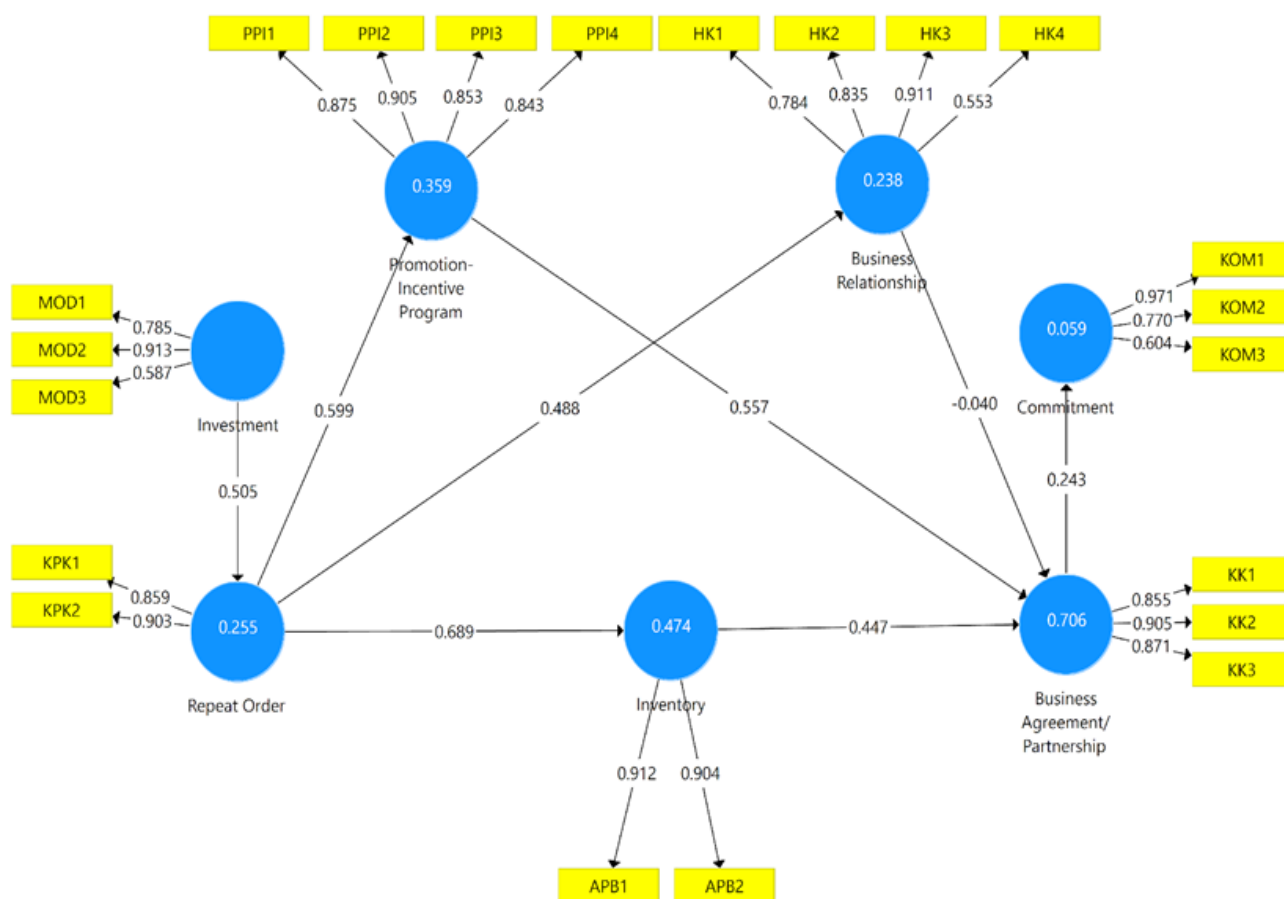 PPI1 PPI2 PPI3 PPI4 HK1 HK2 HK3 HK4
0.875 0.905 0.853 0.843 0.784 0.835 0.911 0.553
0.359
0.238
Promotion-
Incentive
Program
Business
Relationship
MOD1
MOD2
MOD3
0.785
0.913
0.587
Investment
KOM1
KOM2
KOM3
0.971
0.770
0.604
0.059
Commitment
0.599
0.488
0.557
-0.040
0.505
0.243
KPK1
KPK2
0.859
0.903
0.255
Repeat Order
0.689
0.474
Inventory
0.447
0.706
Business
Agreement/
Partnership
0.855
0.905
0.871
KK1
KK2
KK3
0.912 0.904
APB1 APB2